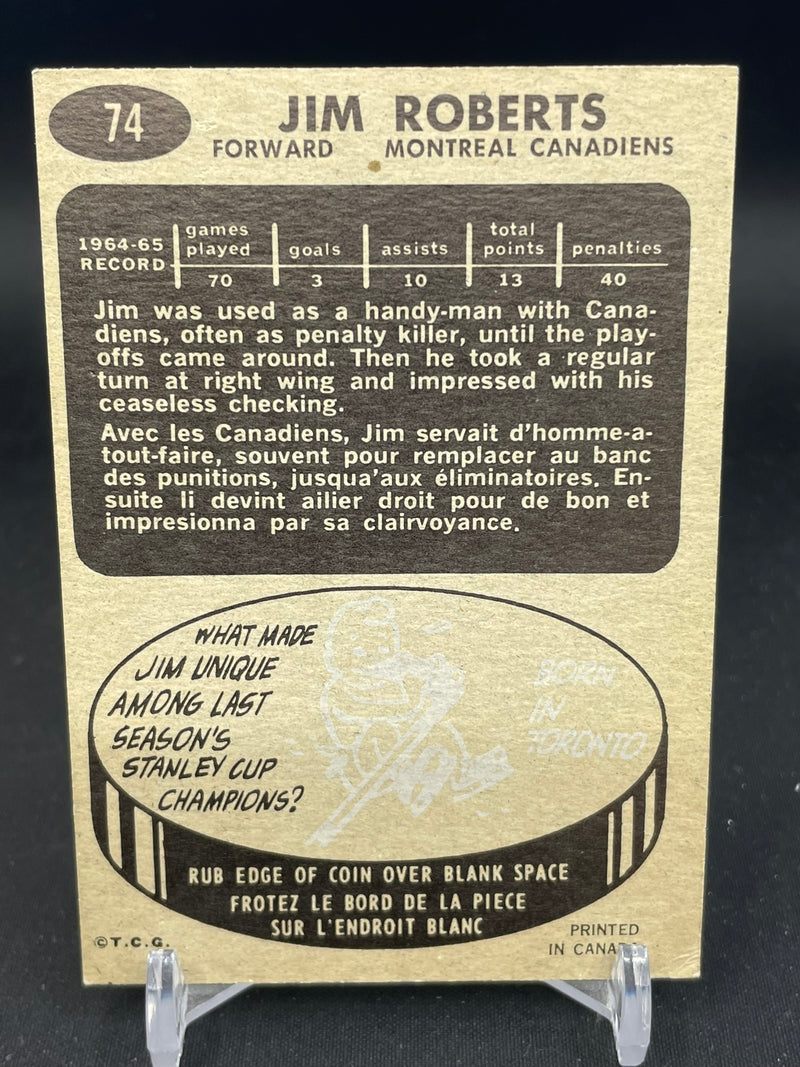 74
JIM ROBERTS
FORWARD MONTREAL CANADIENS
1964-65 RECORD games played goals assists total points penalties
70 3 10 13 40
Jim was used as a handy-man with Cana-
diens, often as penalty killer, until the play-
offs came around. Then he took a regular
turn at right wing and impressed with his
ceaseless checking.
Avec les Canadiens, Jim servait d'homme-a-
tout-faire, souvent pour remplacer au banc
des punitions, jusqua'aux éliminatoires. En-
suite li devint ailier droit pour de bon et
impresionna par sa clairvoyance.
WHAT MADE
JIM UNIQUE
AMONG LAST
SEASON'S
STANLEY CUP
CHAMPIONS?
BORN
IN
TORONTO
RUB EDGE OF COIN OVER BLANK SPACE
FROTEZ LE BORD DE LA PIECE
SUR L'ENDROIT BLANC
©T.C.G.
PRINTED
IN CANADA